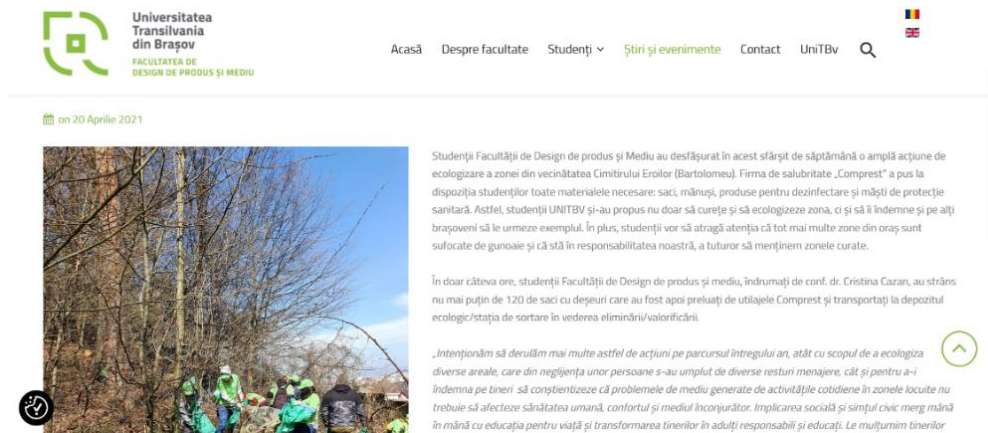 Universitatea
Transilvania
din Brașov
FACULTATEA DE
DESIGN DE PRODUS ȘI MEDIU
Acasă Despre facultate Studenți Știri și evenimente Contact UniTBv
on 20 Aprilie 2021
Studenții Facultății de Design de produs și Mediu au desfășurat în acest sfârșit de săptămână o amplă acțiune de
ecologizare a zonei din vecinătatea Cimitirului Eroilor (Bartolomeu). Firma de salubritate „Comprest” a pus la
dispoziția studenților toate materialele necesare: saci, mănuși, produse pentru dezinfectare și măști de protecție
sanitară. Astfel, studenții UNITBV și-au propus nu doar să curețe și să ecologizeze zona, ci și să îi îndemne și pe alți
brașoveni să le urmeze exemplul. În plus, studenții vor să atragă atenția că tot mai multe zone din oraș sunt
sufocate de gunoaie și că stă în responsabilitatea noastră, a tuturor să menținem zonele curate.
În doar câteva ore, studenții Facultății de Design de produs și mediu, îndrumați de conf. dr. Cristina Cazan, au strâns
nu mai puțin de 120 de saci cu deșeuri care au fost apoi preluați de utilajele Comprest și transportați la depozitul
ecologic/stația de sortare în vederea eliminării/valorificării.
„Intenționăm să derulăm mai multe astfel de acțiuni pe parcursul întregului an, atât cu scopul de a ecologiza
diverse areale, care din neglijența unor persoane s-au umplut de diverse resturi menajere, cât și pentru a-i
îndemna pe tineri să conștientizeze că problemele de mediu generate de activitățile cotidiene în zonele locuite nu
trebuie să afecteze sănătatea umană, confortul și mediul înconjurător. Implicarea socială și simțul civic merg mână
în mână cu educația pentru viață și transformarea tinerilor în adulți responsabili și educați. Le mulțumim tinerilor